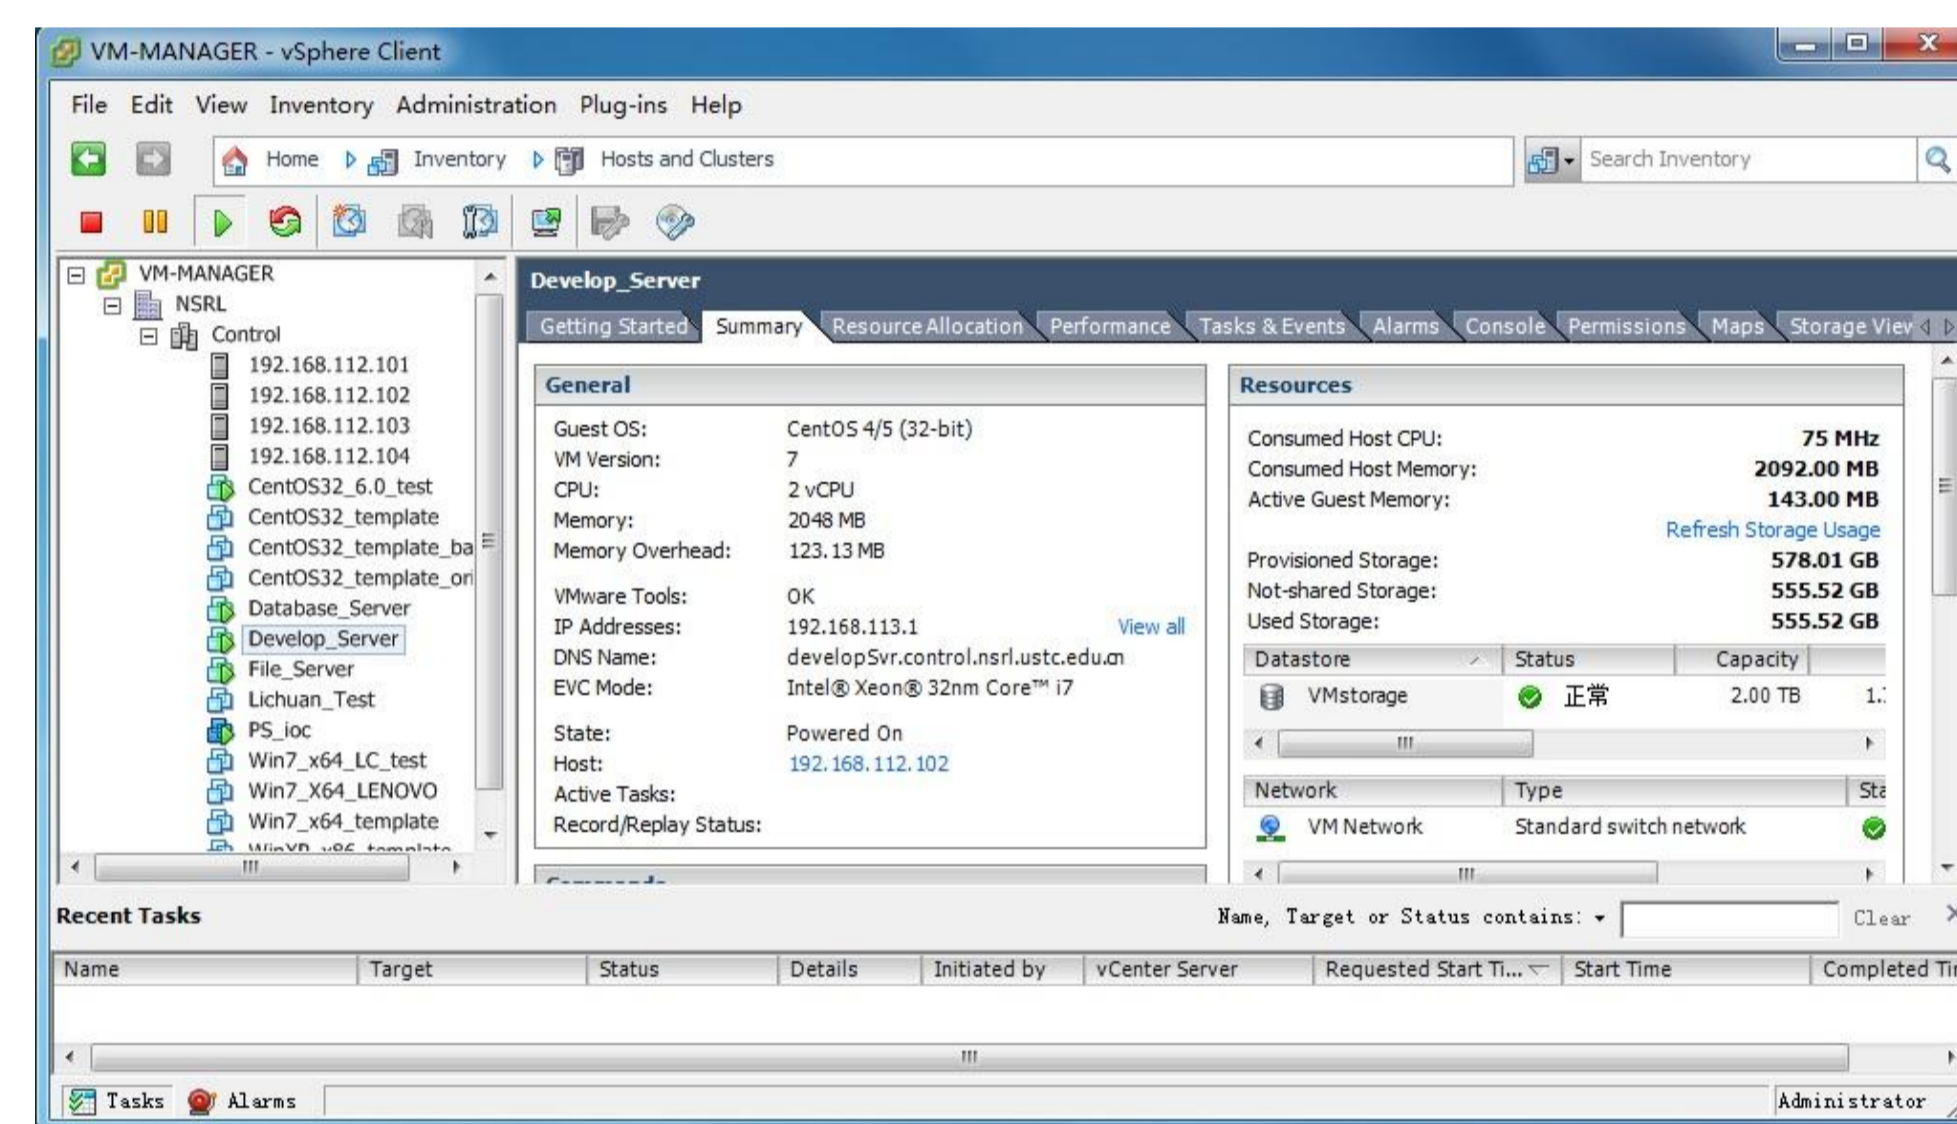 VM-MANAGER - vSphere Client
File Edit View Inventory Administration Plug-ins Help
Home Inventory Hosts and Clusters Search Inventory
VM-MANAGER
NSRL
Control
192.168.112.101
192.168.112.102
192.168.112.103
192.168.112.104
CentOS32_6.0_test
CentOS32_template
CentOS32_template_ba
CentOS32_template_ori
Database_Server
Develop_Server
File_Server
Lichuan_Test
PS_ioc
Win7_x64_LC_test
Win7_X64_LENOVO
Win7_x64_template
WinXP_x86_template
Develop_Server
Getting Started Summary Resource Allocation Performance Tasks & Events Alarms Console Permissions Maps Storage View
General
Guest OS: CentOS 4/5 (32-bit)
VM Version: 7
CPU: 2 vCPU
Memory: 2048 MB
Memory Overhead: 123.13 MB
VMware Tools: OK
IP Addresses: 192.168.113.1 View all
DNS Name: developSvr.control.nsrl.ustc.edu.cn
EVC Mode: Intel® Xeon® 32nm Core™ i7
State: Powered On
Host: 192.168.112.102
Active Tasks:
Record/Replay Status:
Commands
Resources
Consumed Host CPU: 75 MHz
Consumed Host Memory: 2092.00 MB
Active Guest Memory: 143.00 MB
Refresh Storage Usage
Provisioned Storage: 578.01 GB
Not-shared Storage: 555.52 GB
Used Storage: 555.52 GB
Datastore Status Capacity
VMstorage 正常 2.00 TB 1.
Network Type Sta
VM Network Standard switch network
Recent Tasks Name, Target or Status contains: Clear
Name Target Status Details Initiated by vCenter Server Requested Start Ti... Start Time Completed Tir
Tasks Alarms Administrator